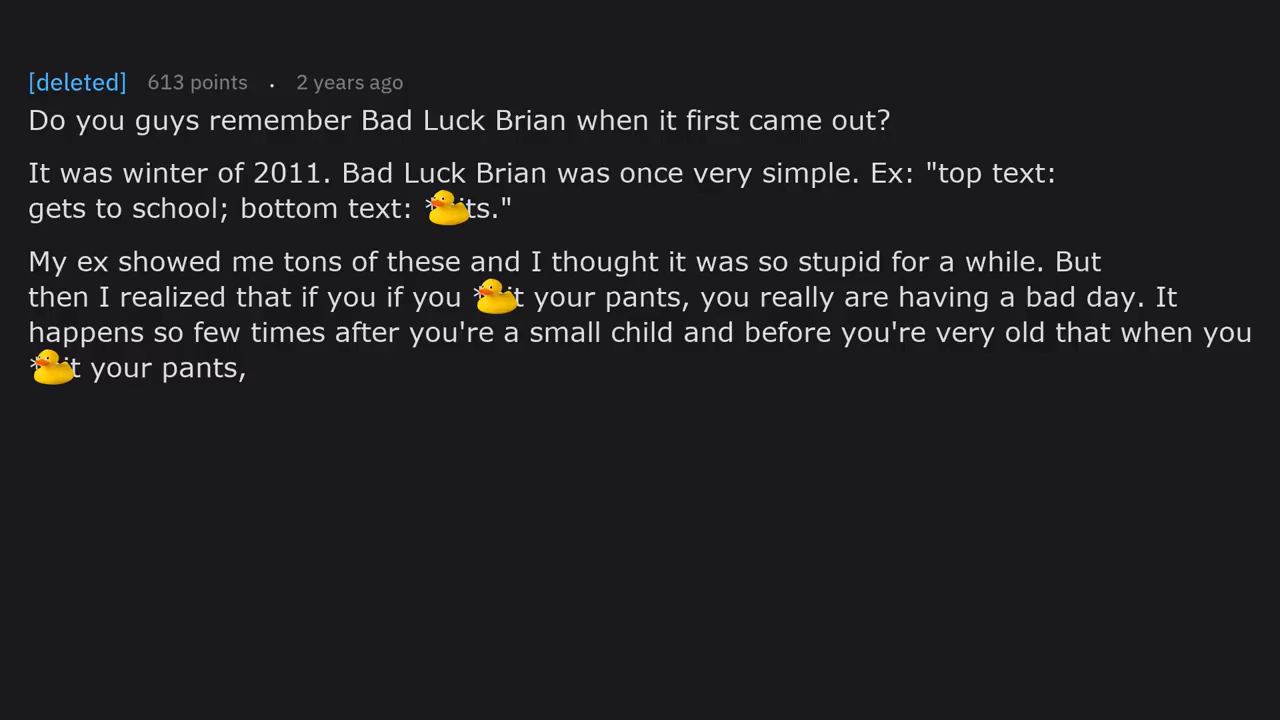 [deleted] 613 points . 2 years ago
Do you guys remember Bad Luck Brian when it first came out?
It was winter of 2011. Bad Luck Brian was once very simple. Ex: "top text:
gets to school; bottom text: ts."
My ex showed me tons of these and I thought it was so stupid for a while. But
then I realized that if you if you t your pants, you really are having a bad day. It
happens so few times after you're a small child and before you're very old that when you
it your pants,